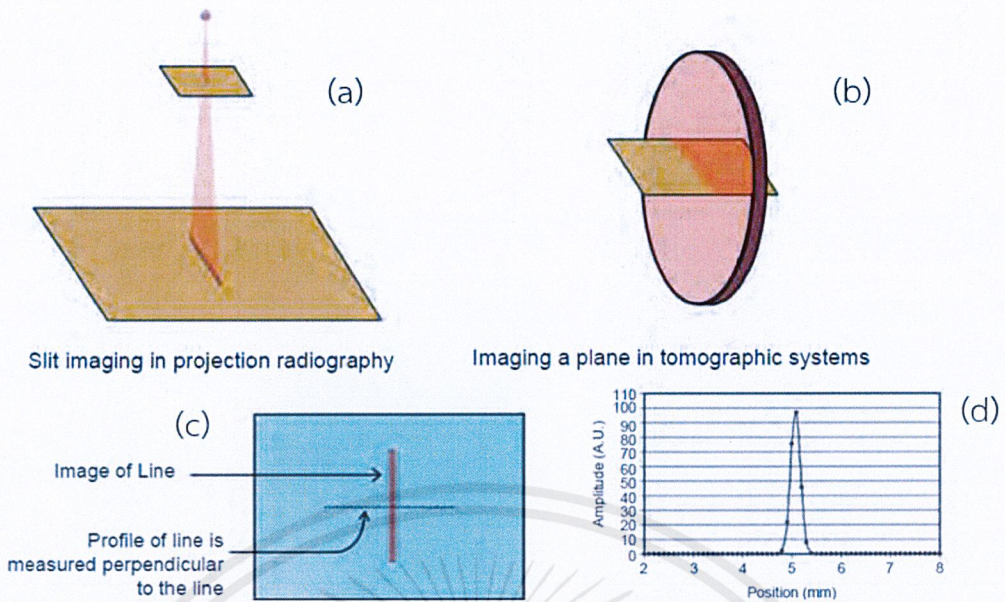 (a)
(b)
Slit imaging in projection radiography
Imaging a plane in tomographic systems
(c)
Image of Line
Profile of line is
measured perpendicular
to the line
(d)
Amplitude (A.U.)
110
100
90
80
70
60
50
40
30
20
10
0
2 3 4 5 6 7 8
Position (mm)